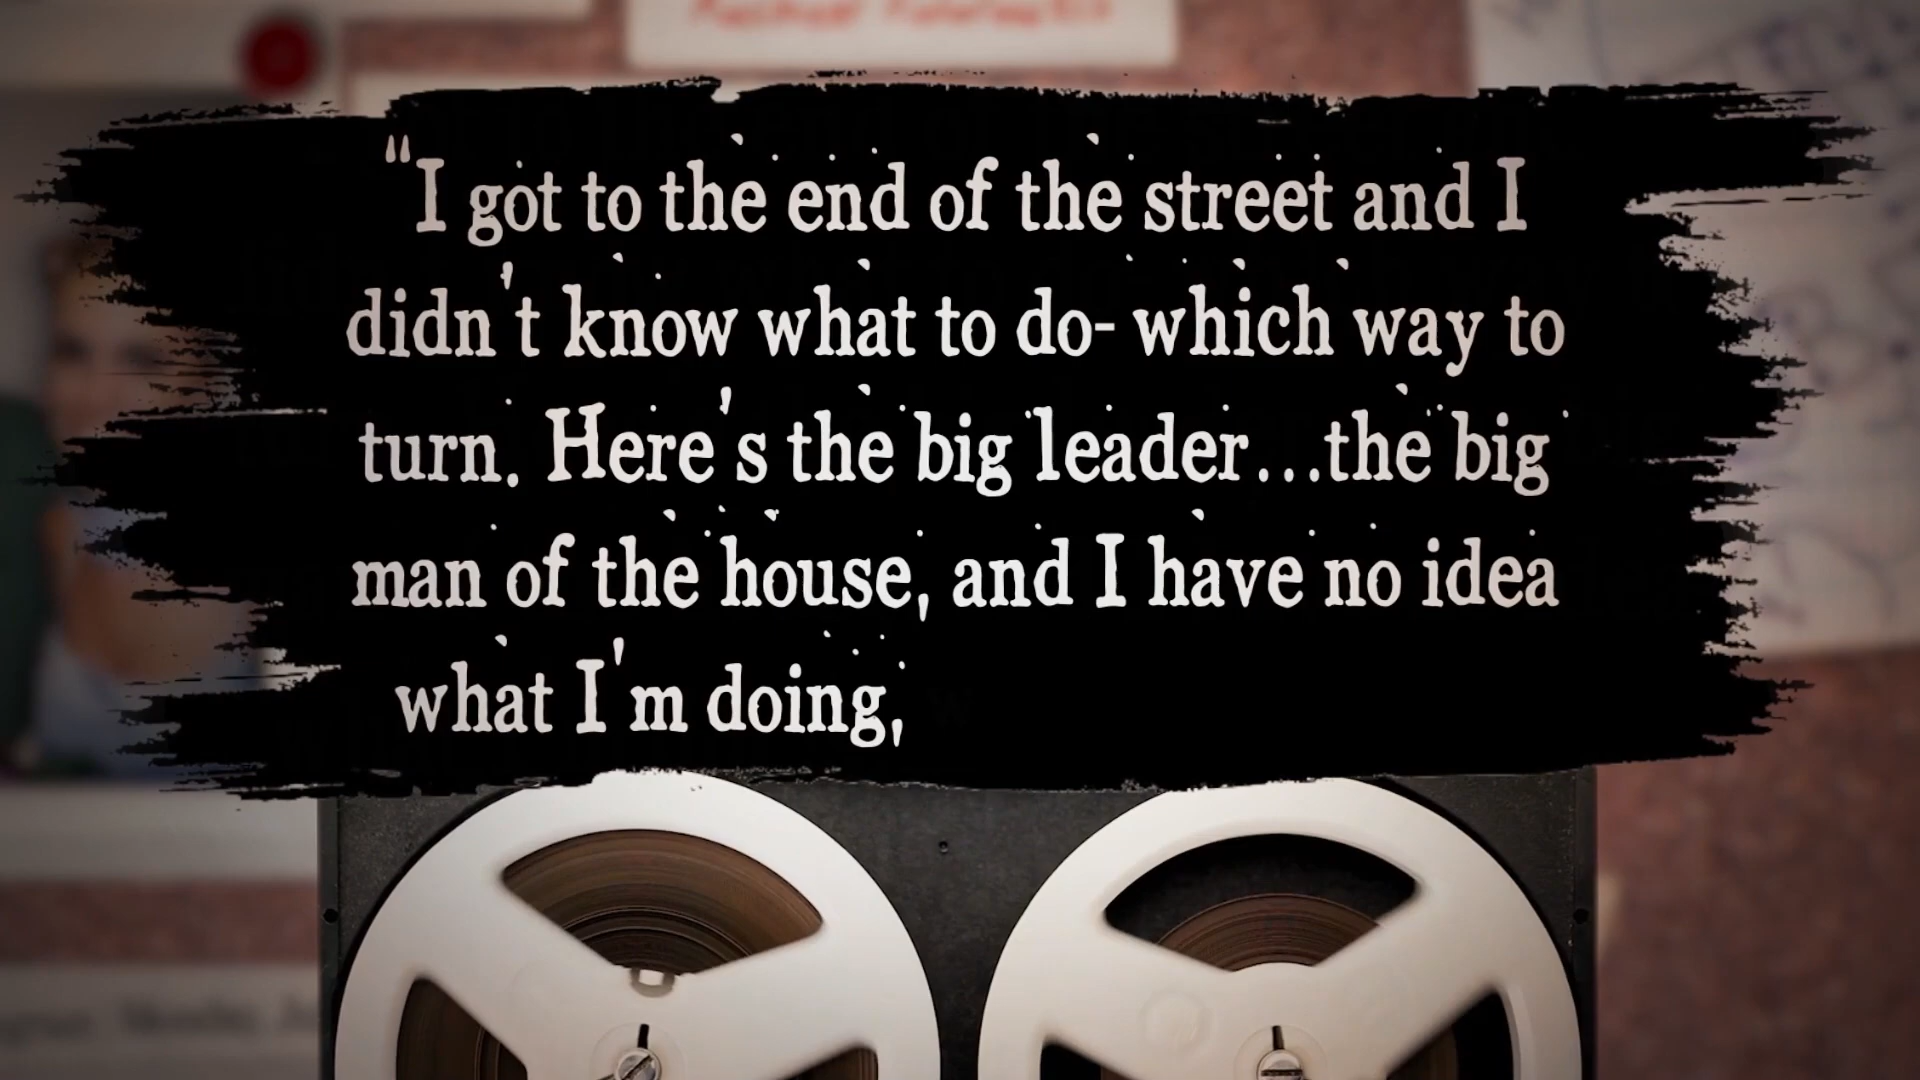 “I got to the end of the street and I
didn't know what to do- which way to
turn. Here's the big leader...the big
man of the house, and I have no idea
what I'm doing, w